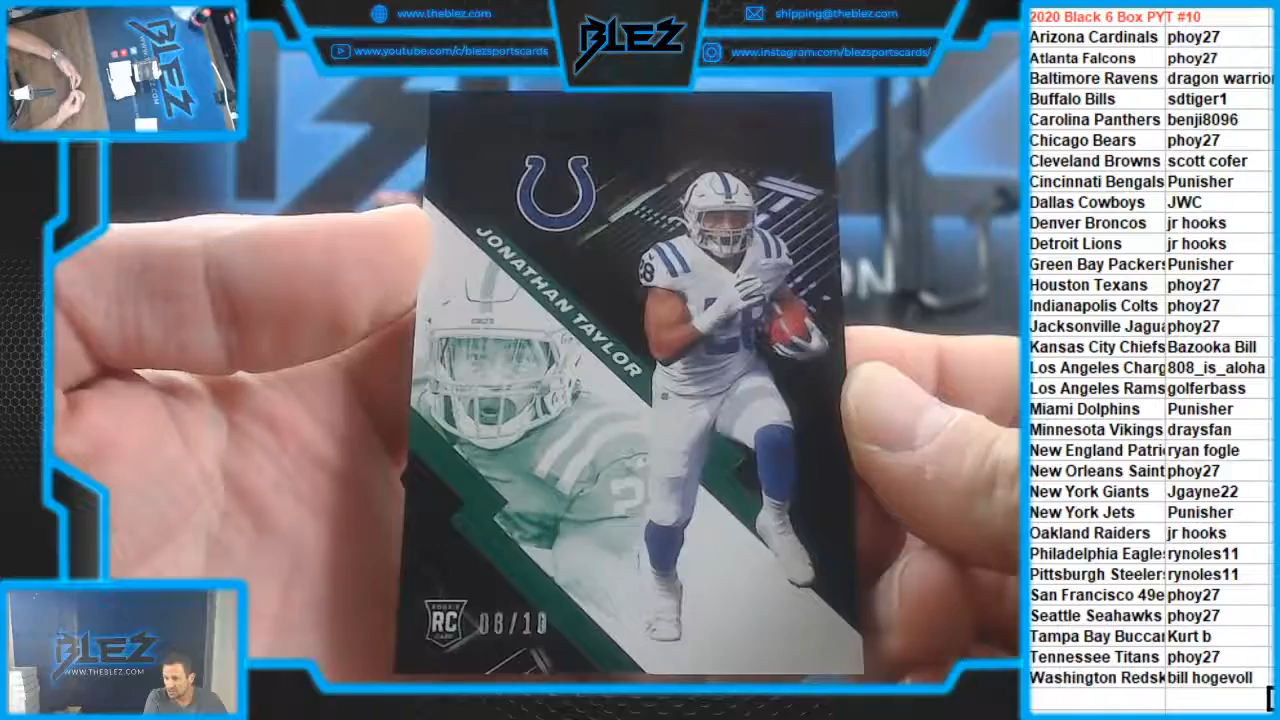 www.theblez.com
BLEZ
shipping@theblez.com
www.youtube.com/c/blezsportscards
www.instagram.com/blezsportscards/
JONATHAN TAYLOR
COLTS
28
ROOKIE
RC
CARD
08/10
BLEZ
WWW.THEBLEZ.COM
2020 Black 6 Box PYT #10
Arizona Cardinals phoy27
Atlanta Falcons phoy27
Baltimore Ravens dragon warrio
Buffalo Bills sdtiger1
Carolina Panthers benji8096
Chicago Bears phoy27
Cleveland Browns scott cofer
Cincinnati Bengals Punisher
Dallas Cowboys JWC
Denver Broncos jr hooks
Detroit Lions jr hooks
Green Bay Packers Punisher
Houston Texans phoy27
Indianapolis Colts phoy27
Jacksonville Jagua phoy27
Kansas City Chiefs Bazooka Bill
Los Angeles Charg 808_is_aloha
Los Angeles Rams golferbass
Miami Dolphins Punisher
Minnesota Vikings draysfan
New England Patri ryan fogle
New Orleans Saint phoy27
New York Giants Jgayne22
New York Jets Punisher
Oakland Raiders jr hooks
Philadelphia Eagle rynoles11
Pittsburgh Steeler rynoles11
San Francisco 49e phoy27
Seattle Seahawks phoy27
Tampa Bay Buccan Kurt b
Tennessee Titans phoy27
Washington Redsk bill hogevoll